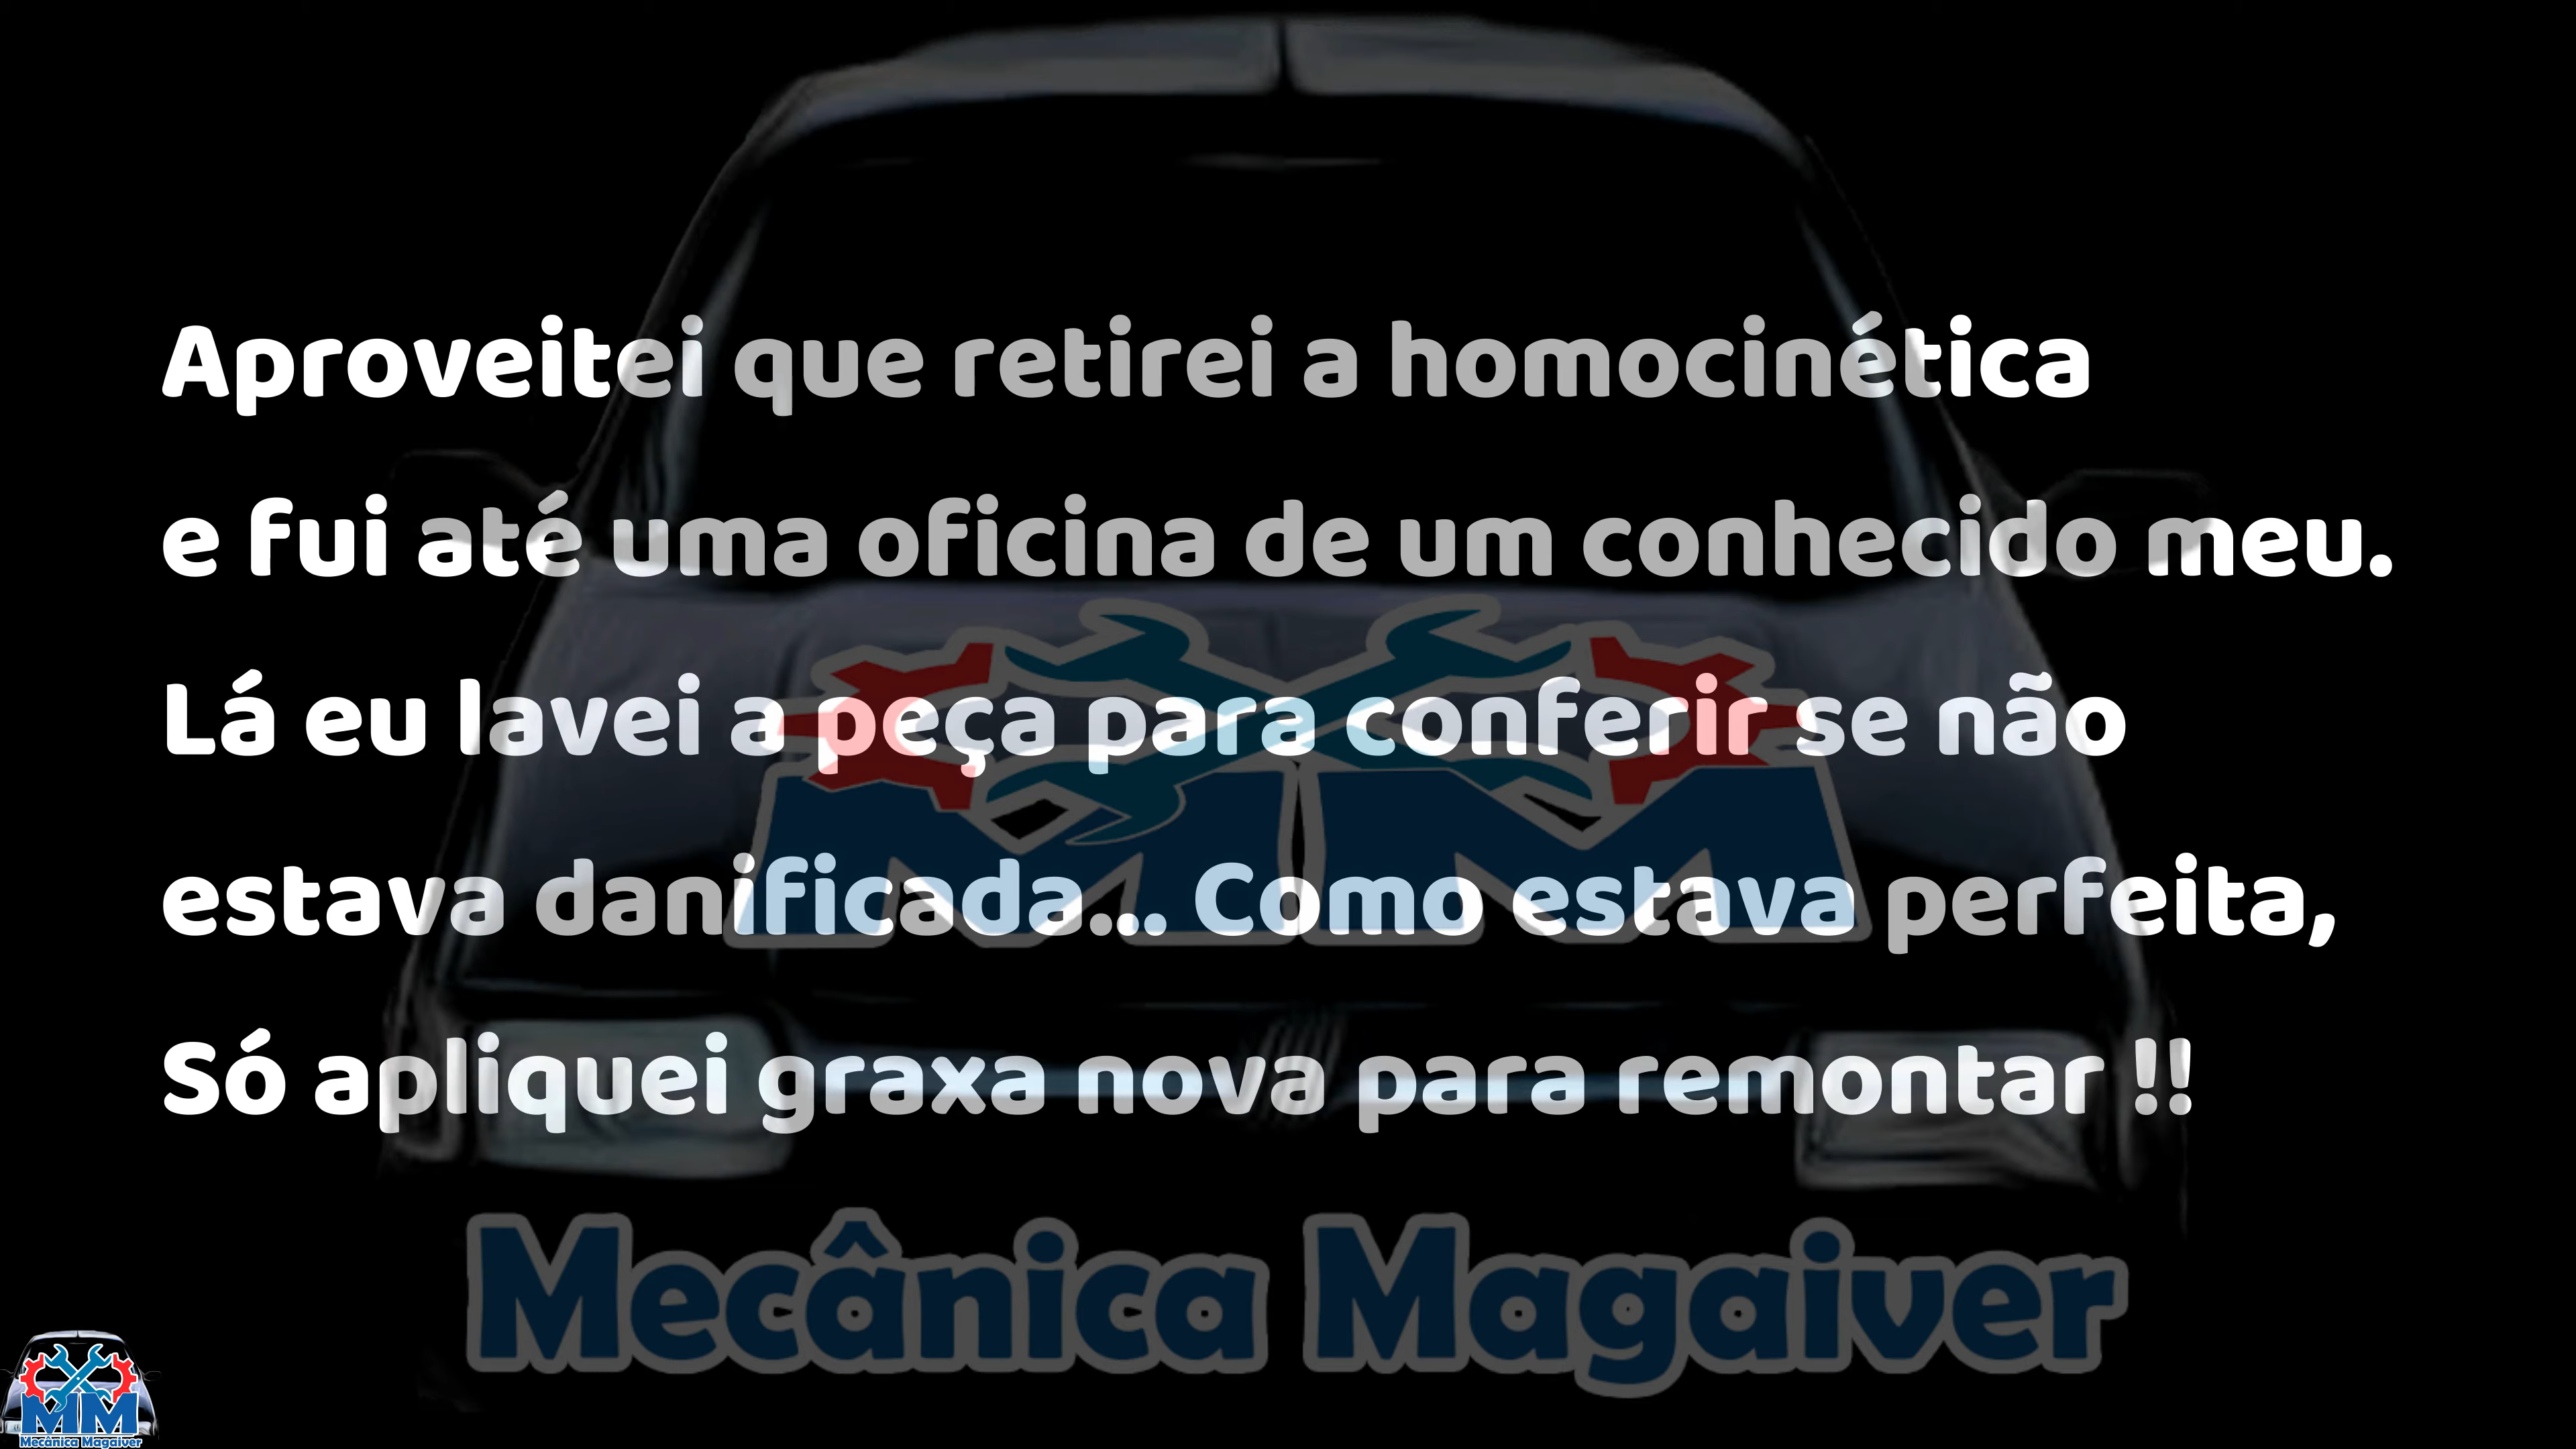 Aproveitei que retirei a homocinética
e fui até uma oficina de um conhecido meu.
Lá eu lavei a peça para conferir se não
estava danificada... Como estava perfeita,
Só apliquei graxa nova para remontar !!
MM
Mecânica Magaiver
MM
Mecânica Magaiver